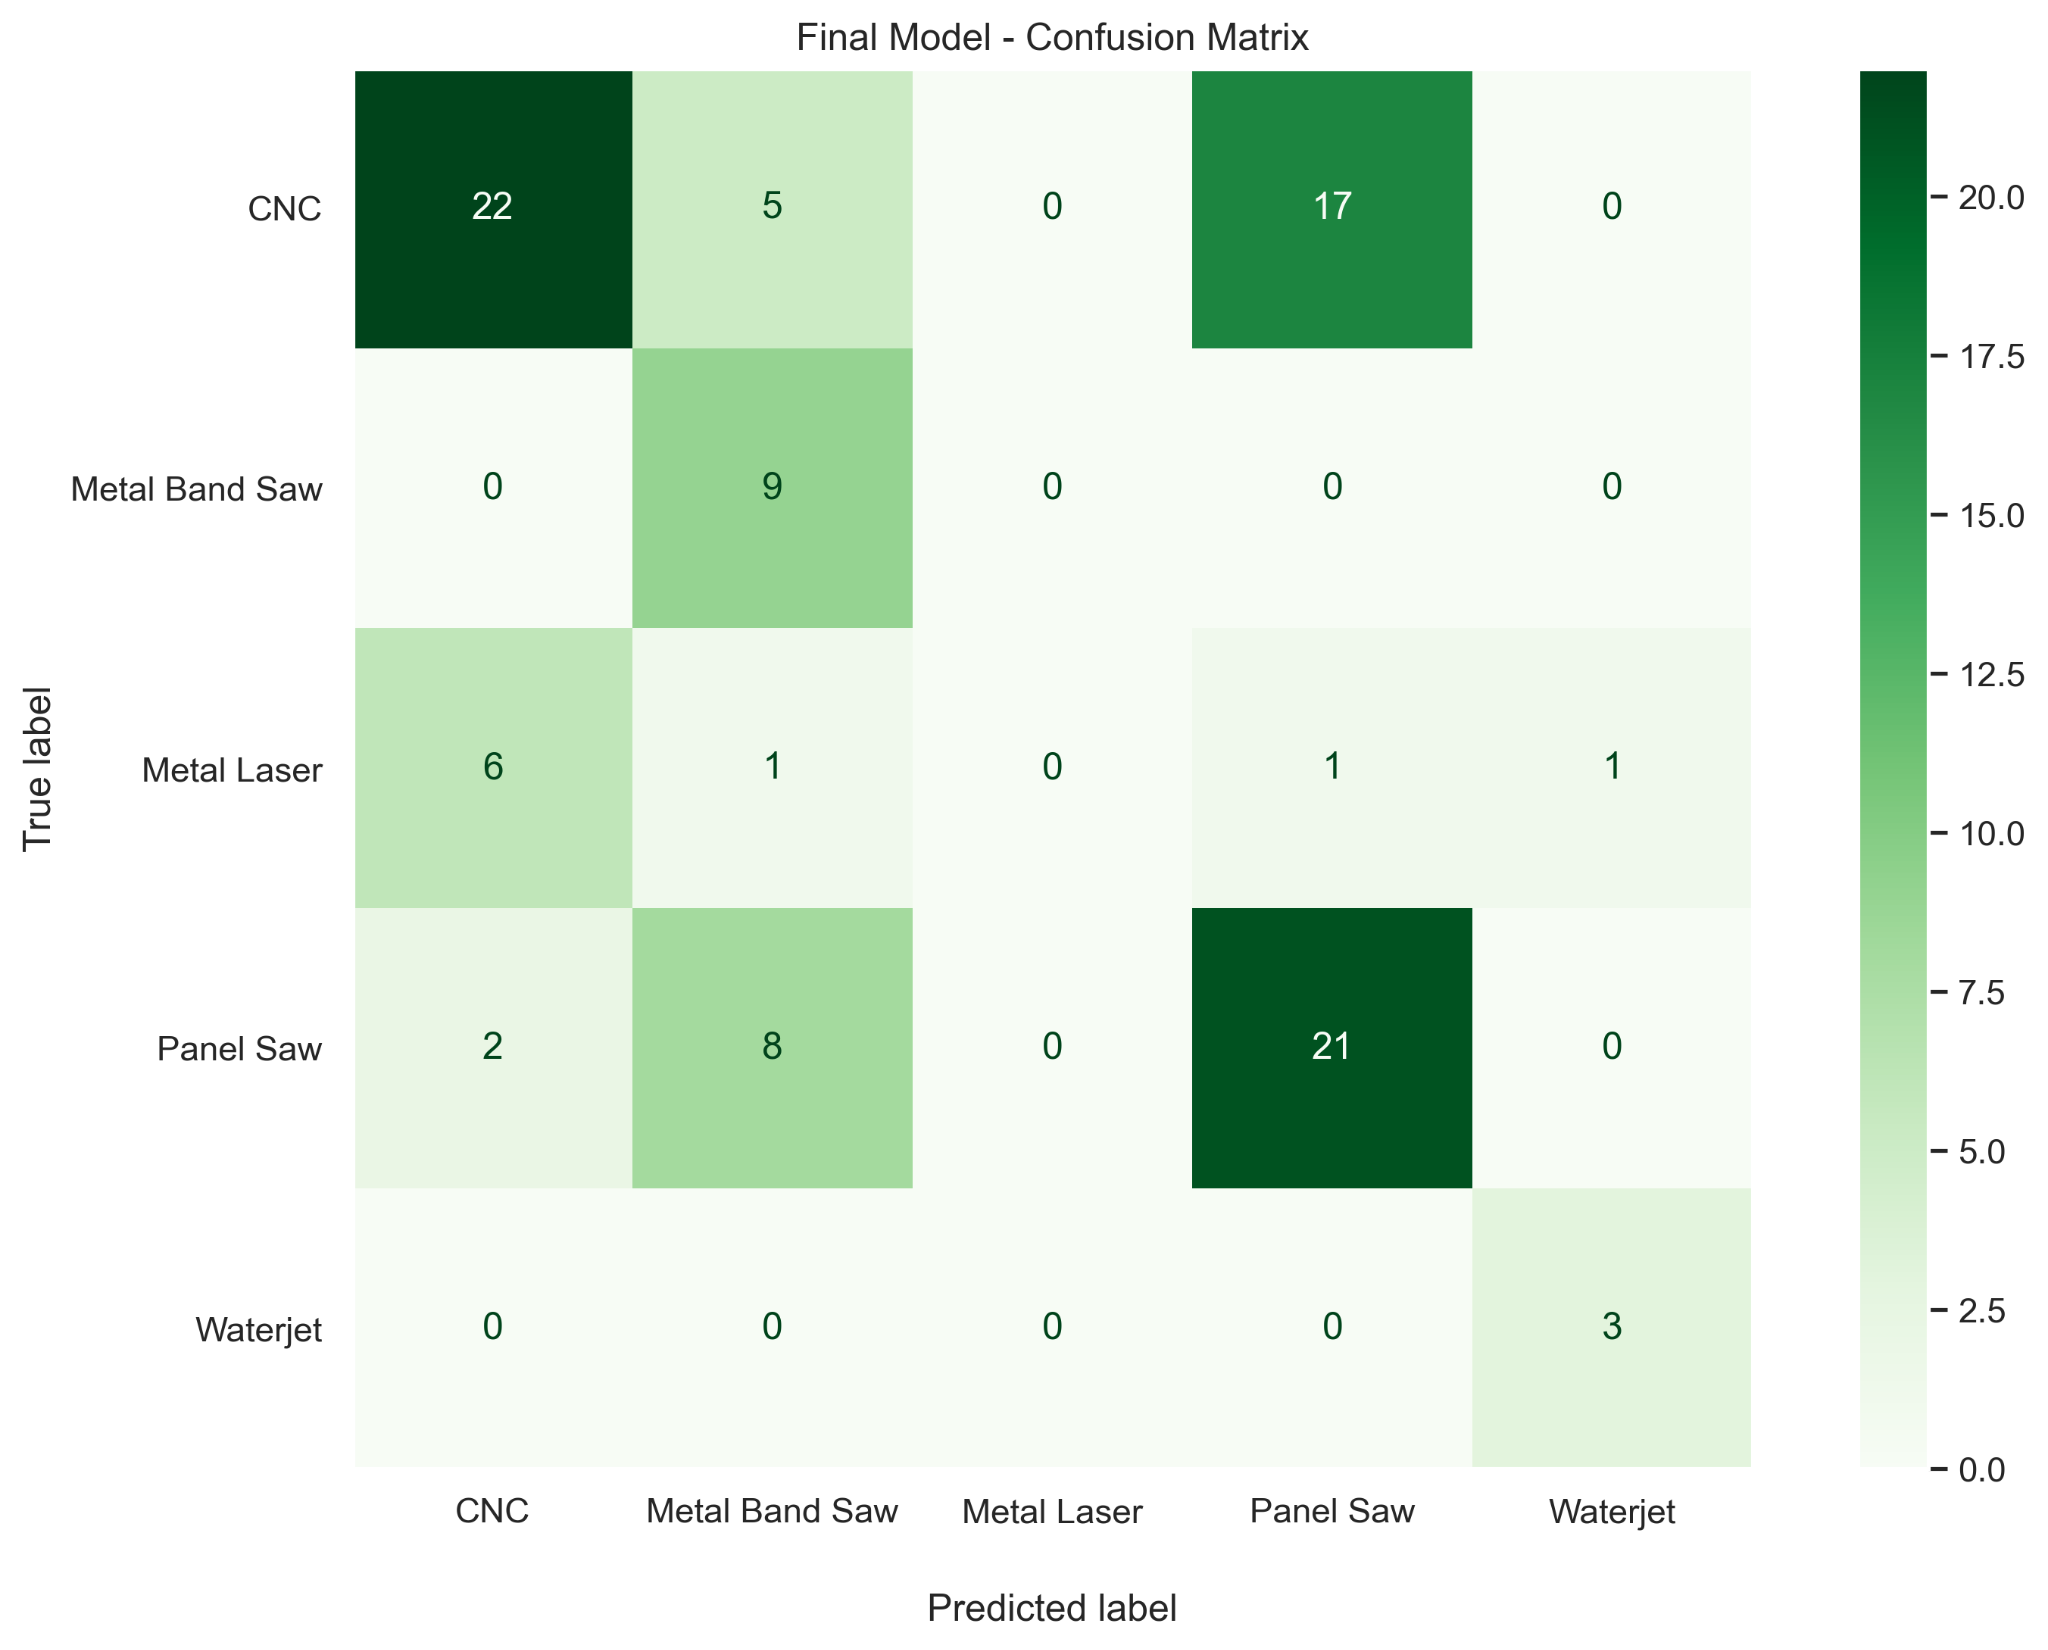 Final Model - Confusion Matrix
CNC 22 5 0 17 0
Metal Band Saw 0 9 0 0 0
Metal Laser 6 1 0 1 1
Panel Saw 2 8 0 21 0
Waterjet 0 0 0 0 3
True label
CNC Metal Band Saw Metal Laser Panel Saw Waterjet
Predicted label
20.0
17.5
15.0
12.5
10.0
7.5
5.0
2.5
0.0